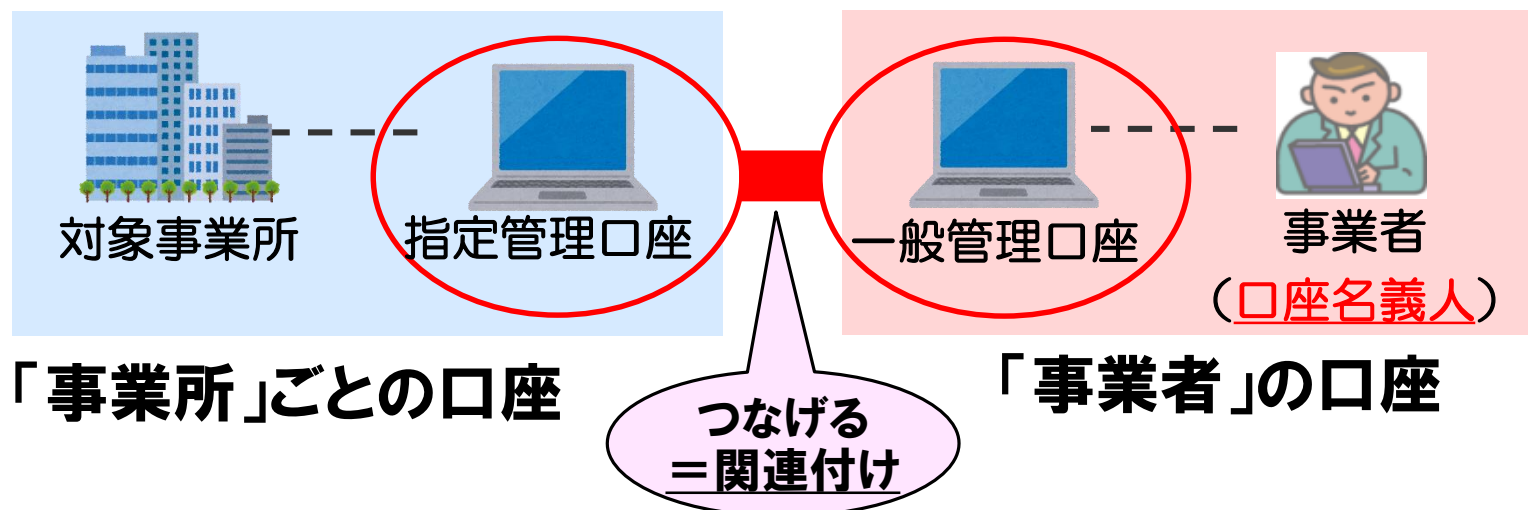 対象事業所
指定管理口座
一般管理口座
事業者
（口座名義人）
「事業所」ごとの口座
「事業者」の口座
つなげる
＝関連付け